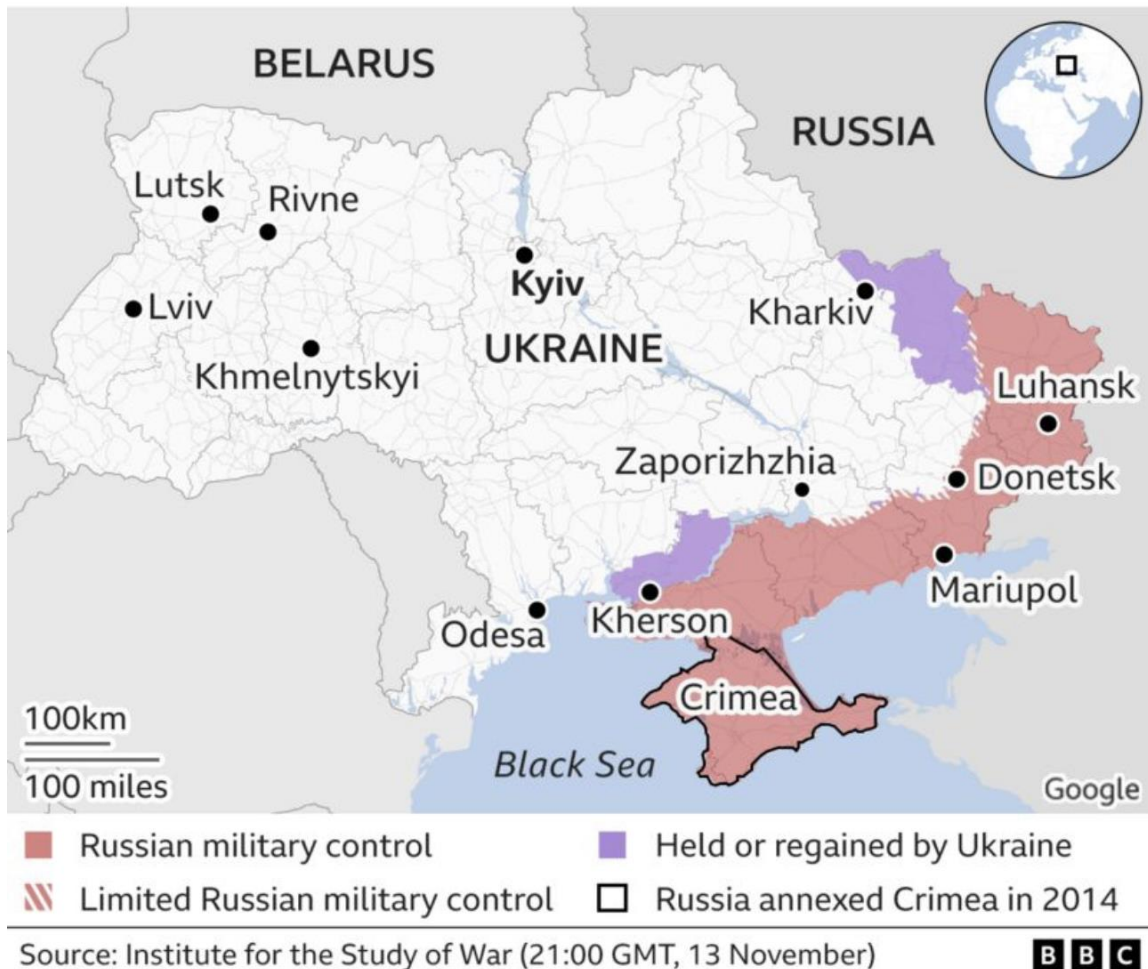 BELARUS
RUSSIA
Lutsk
Rivne
Kyiv
Lviv
Kharkiv
UKRAINE
Khmelnytskyi
Luhansk
Zaporizhzhia
Donetsk
Mariupol
Kherson
Odesa
Crimea
100km
Black Sea
100 miles
Google
Russian military control
Held or regained by Ukraine
Limited Russian military control
Russia annexed Crimea in 2014
Source: Institute for the Study of War (21:00 GMT, 13 November)
BBC